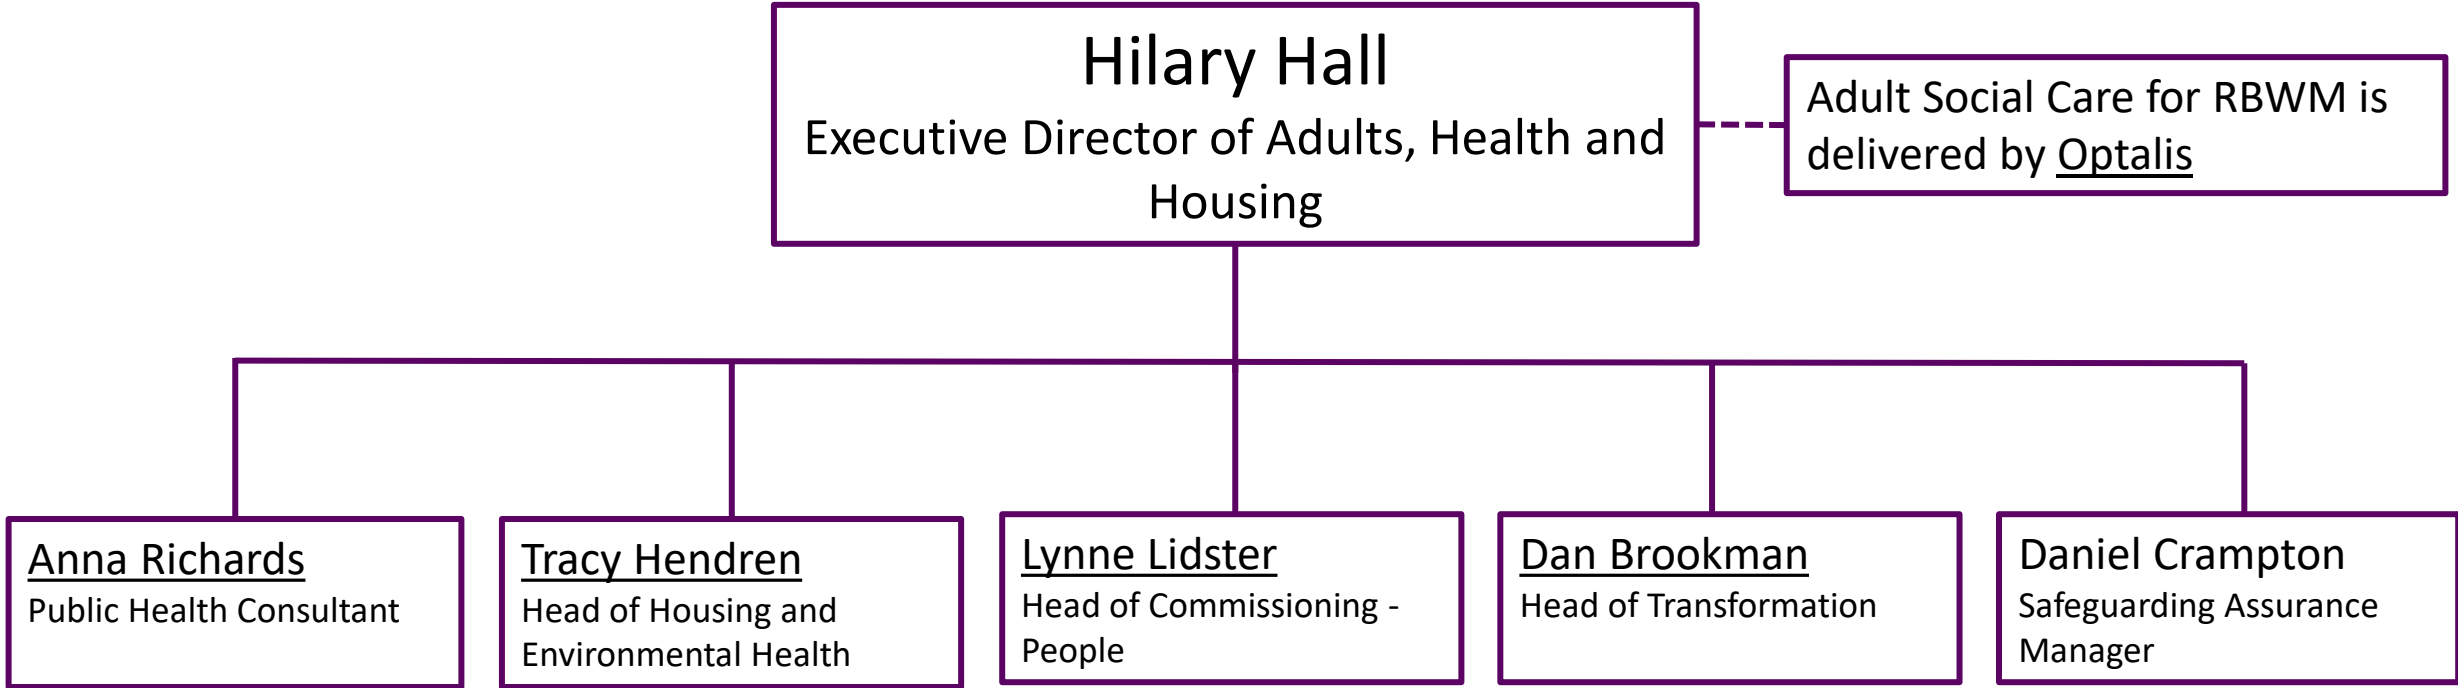 Hilary Hall
Executive Director of Adults, Health and
Housing
Adult Social Care for RBWM is
delivered by Optalis
Anna Richards
Public Health Consultant
Tracy Hendren
Head of Housing and
Environmental Health
Lynne Lidster
Head of Commissioning -
People
Dan Brookman
Head of Transformation
Daniel Crampton
Safeguarding Assurance
Manager